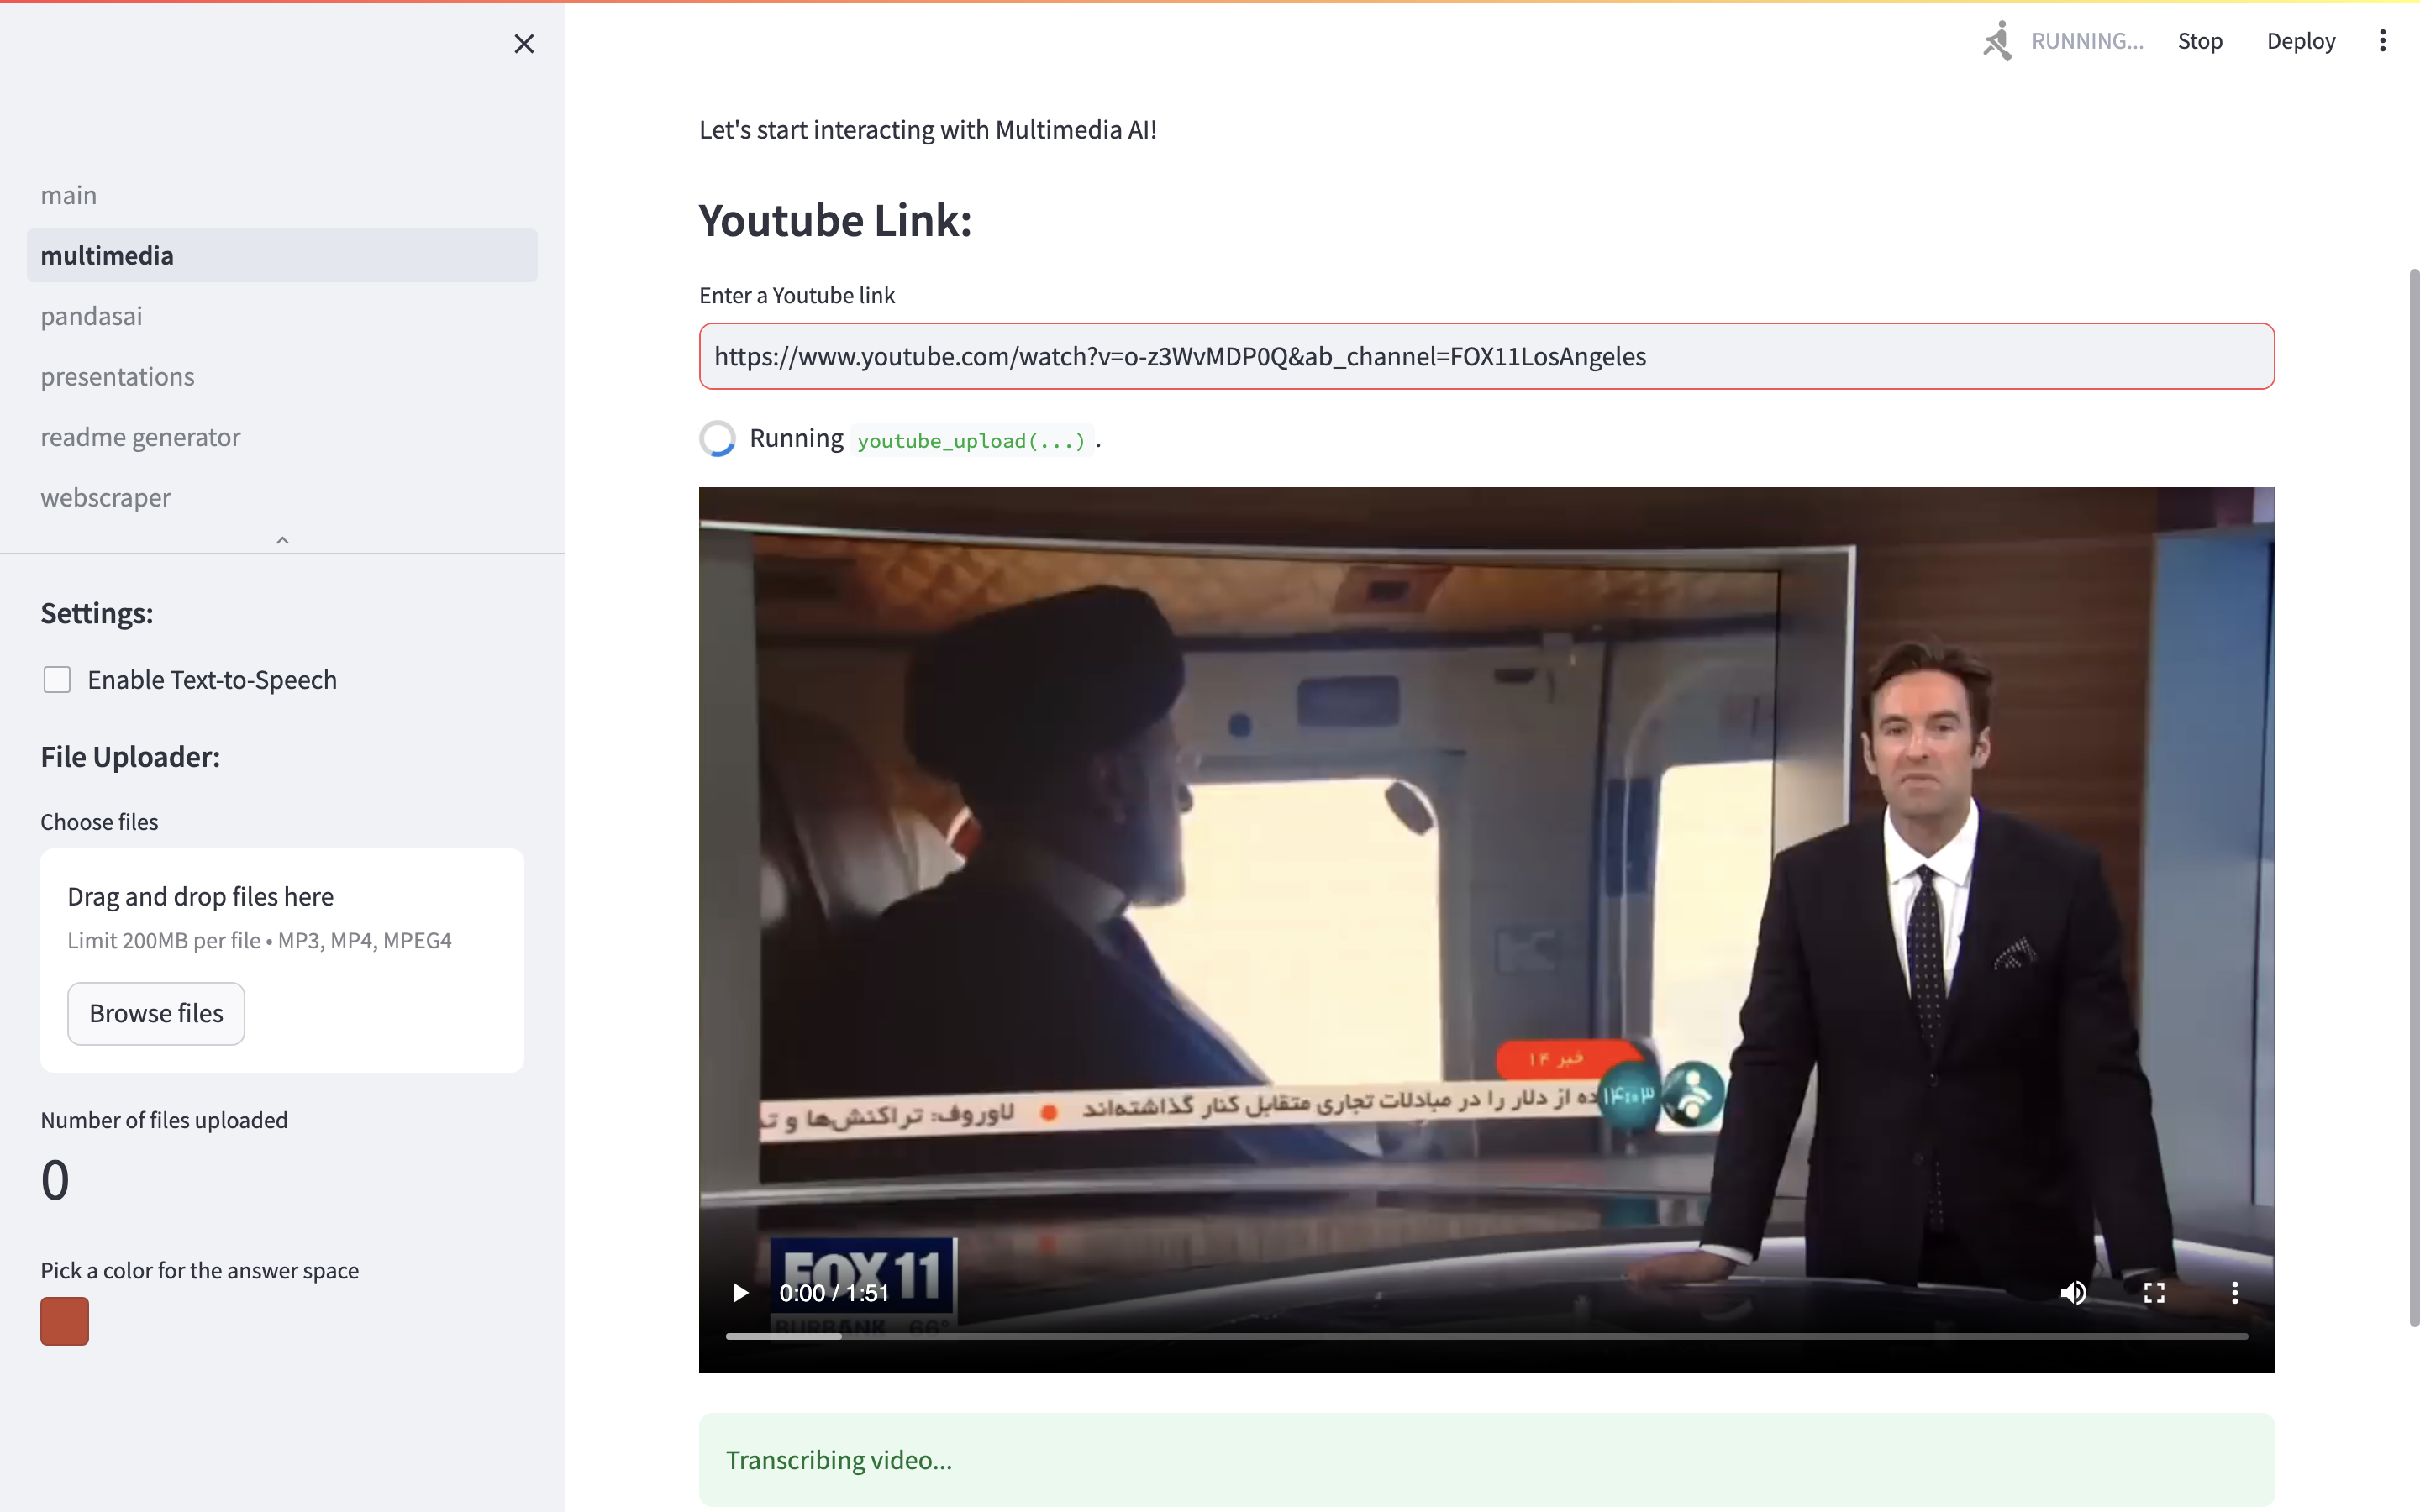 RUNNING...
Stop
Deploy
main
multimedia
pandasai
presentations
readme generator
webscraper
Settings:
Enable Text-to-Speech
File Uploader:
Choose files
Drag and drop files here
Limit 200MB per file • MP3, MP4, MPEG4
Browse files
Number of files uploaded
0
Pick a color for the answer space
Let's start interacting with Multimedia AI!
Youtube Link:
Enter a Youtube link
https://www.youtube.com/watch?v=o-z3WvMDP0Q&ab_channel=FOX11LosAngeles
Running youtube_upload(...) .
خبر ۱۴
۱۴:۰۳
ده از دلار را در مبادلات تجاری متقابل کنار گذاشته‌اند ● لاوروف: تراکنش‌ها و
FOX 11
0:00 / 1:51
BURBANK 66°
Transcribing video...